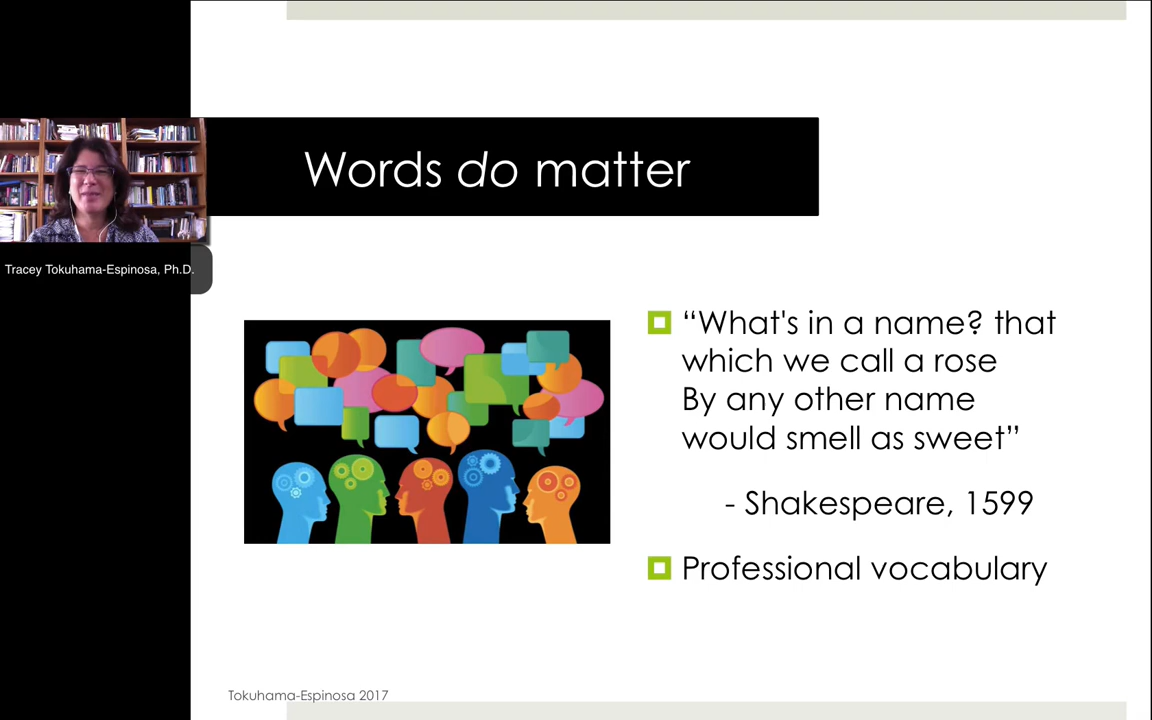 Words do matter
Tracey Tokuhama-Espinosa, Ph.D.
“What's in a name? that
which we call a rose
By any other name
would smell as sweet”
- Shakespeare, 1599
Professional vocabulary
Tokuhama-Espinosa 2017